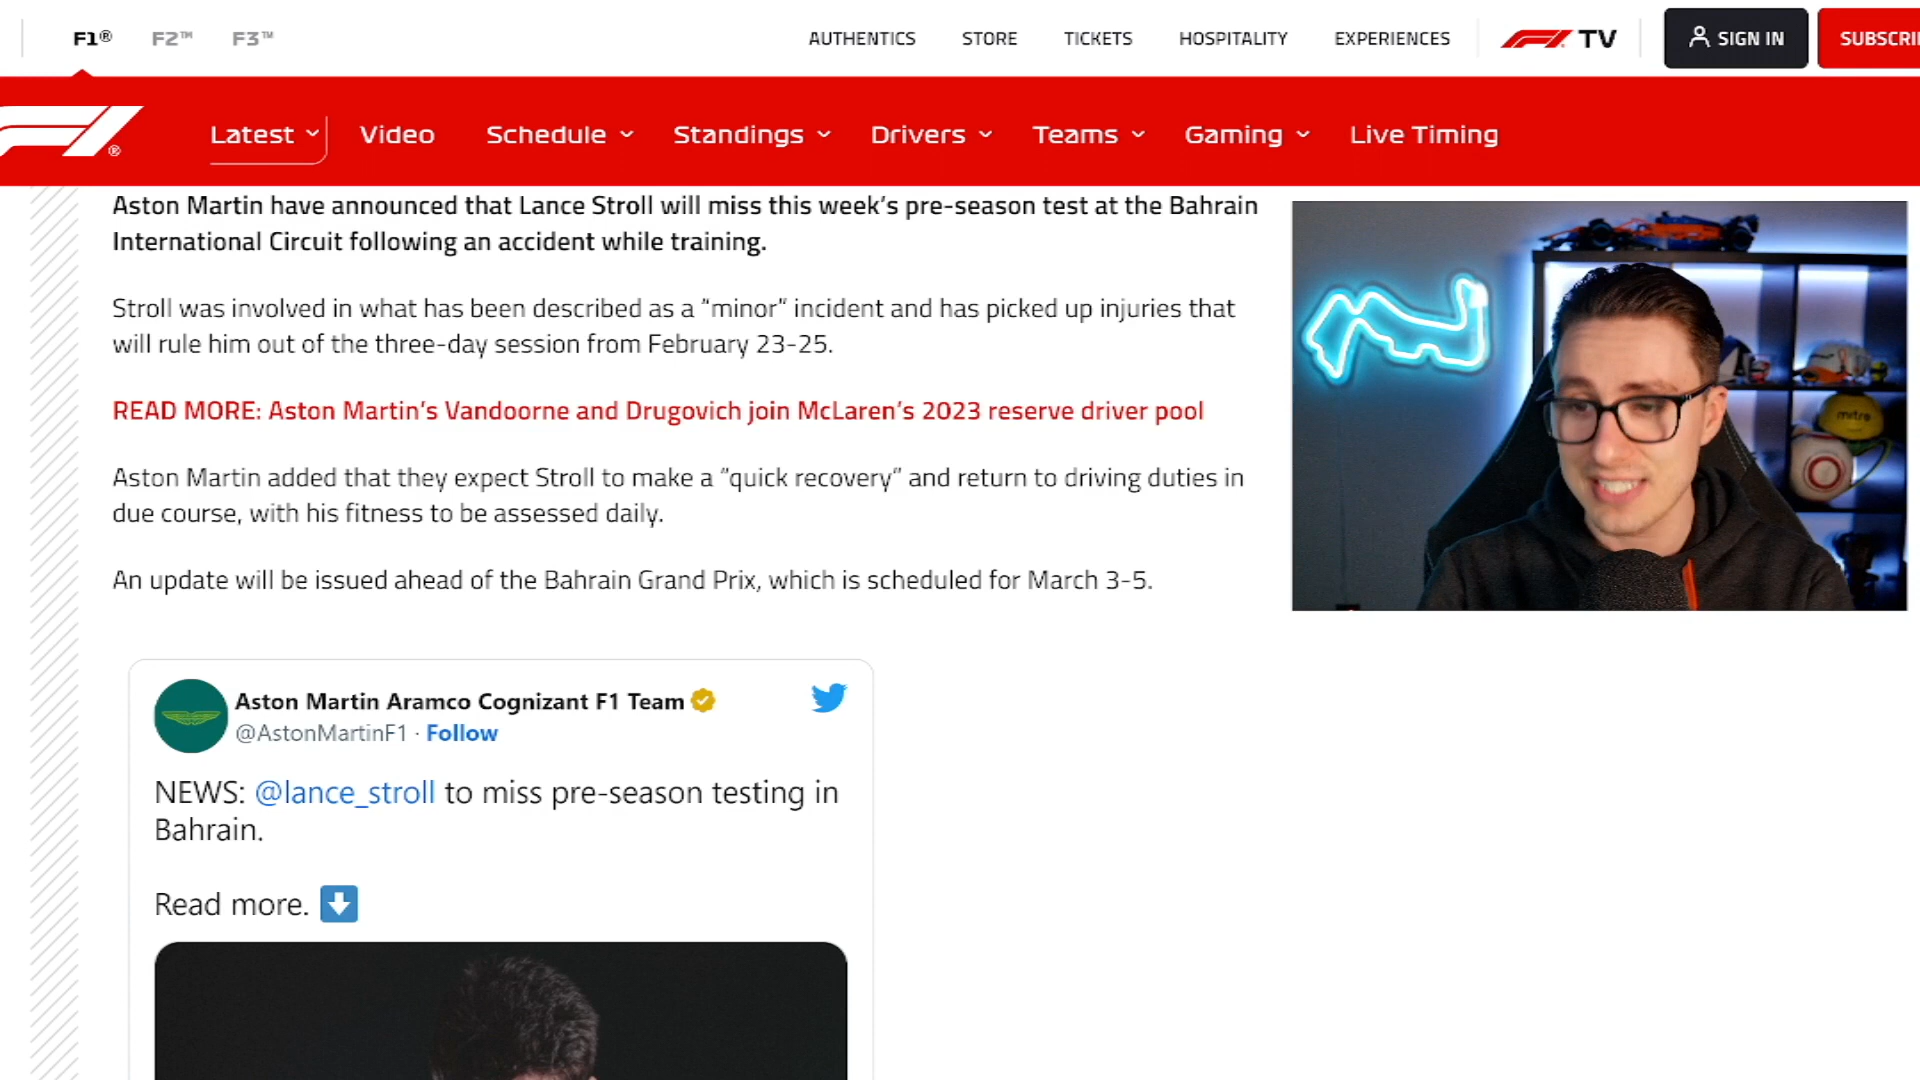 F1® F2™ F3™ AUTHENTICS STORE TICKETS HOSPITALITY EXPERIENCES F1 TV SIGN IN SUBSCRI
F1® Latest Video Schedule Standings Drivers Teams Gaming Live Timing
Aston Martin have announced that Lance Stroll will miss this week’s pre-season test at the Bahrain
International Circuit following an accident while training.
Stroll was involved in what has been described as a “minor” incident and has picked up injuries that
will rule him out of the three-day session from February 23-25.
READ MORE: Aston Martin’s Vandoorne and Drugovich join McLaren’s 2023 reserve driver pool
Aston Martin added that they expect Stroll to make a “quick recovery” and return to driving duties in
due course, with his fitness to be assessed daily.
An update will be issued ahead of the Bahrain Grand Prix, which is scheduled for March 3-5.
mitre
Aston Martin Aramco Cognizant F1 Team
@AstonMartinF1 · Follow
NEWS: @lance_stroll to miss pre-season testing in
Bahrain.
Read more. ⬇️